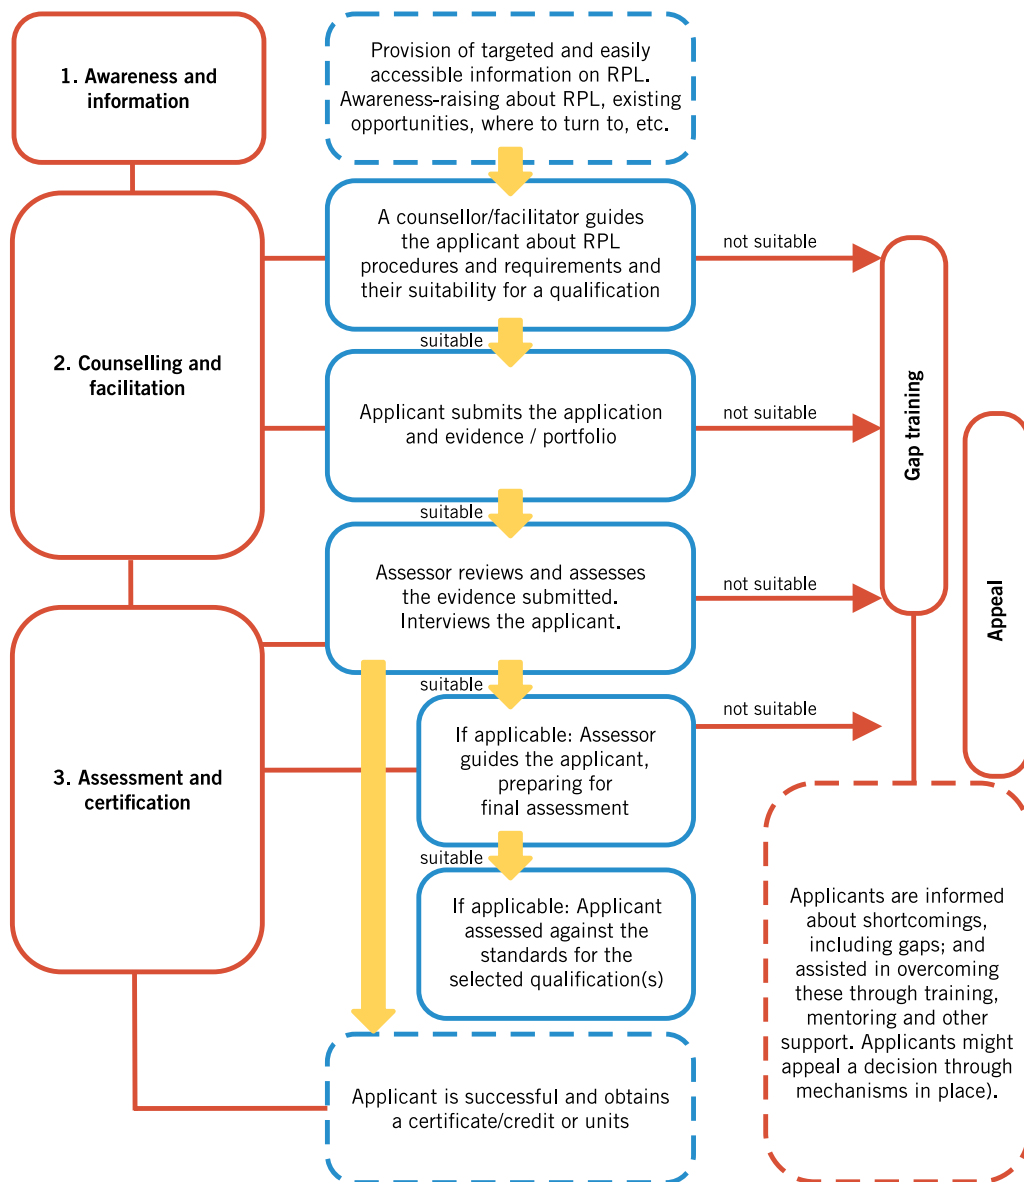 1. Awareness and
information
Provision of targeted and easily
accessible information on RPL.
Awareness-raising about RPL, existing
opportunities, where to turn to, etc.
2. Counselling and
facilitation
A counsellor/facilitator guides
the applicant about RPL
procedures and requirements and
their suitability for a qualification
not suitable
suitable
Applicant submits the application
and evidence / portfolio
not suitable
suitable
Assessor reviews and assesses
the evidence submitted.
Interviews the applicant.
not suitable
suitable
3. Assessment and
certification
If applicable: Assessor
guides the applicant,
preparing for
final assessment
not suitable
suitable
If applicable: Applicant
assessed against the
standards for the
selected qualification(s)
Applicant is successful and obtains
a certificate/credit or units
Gap training
Appeal
Applicants are informed
about shortcomings,
including gaps; and
assisted in overcoming
these through training,
mentoring and other
support. Applicants might
appeal a decision through
mechanisms in place).